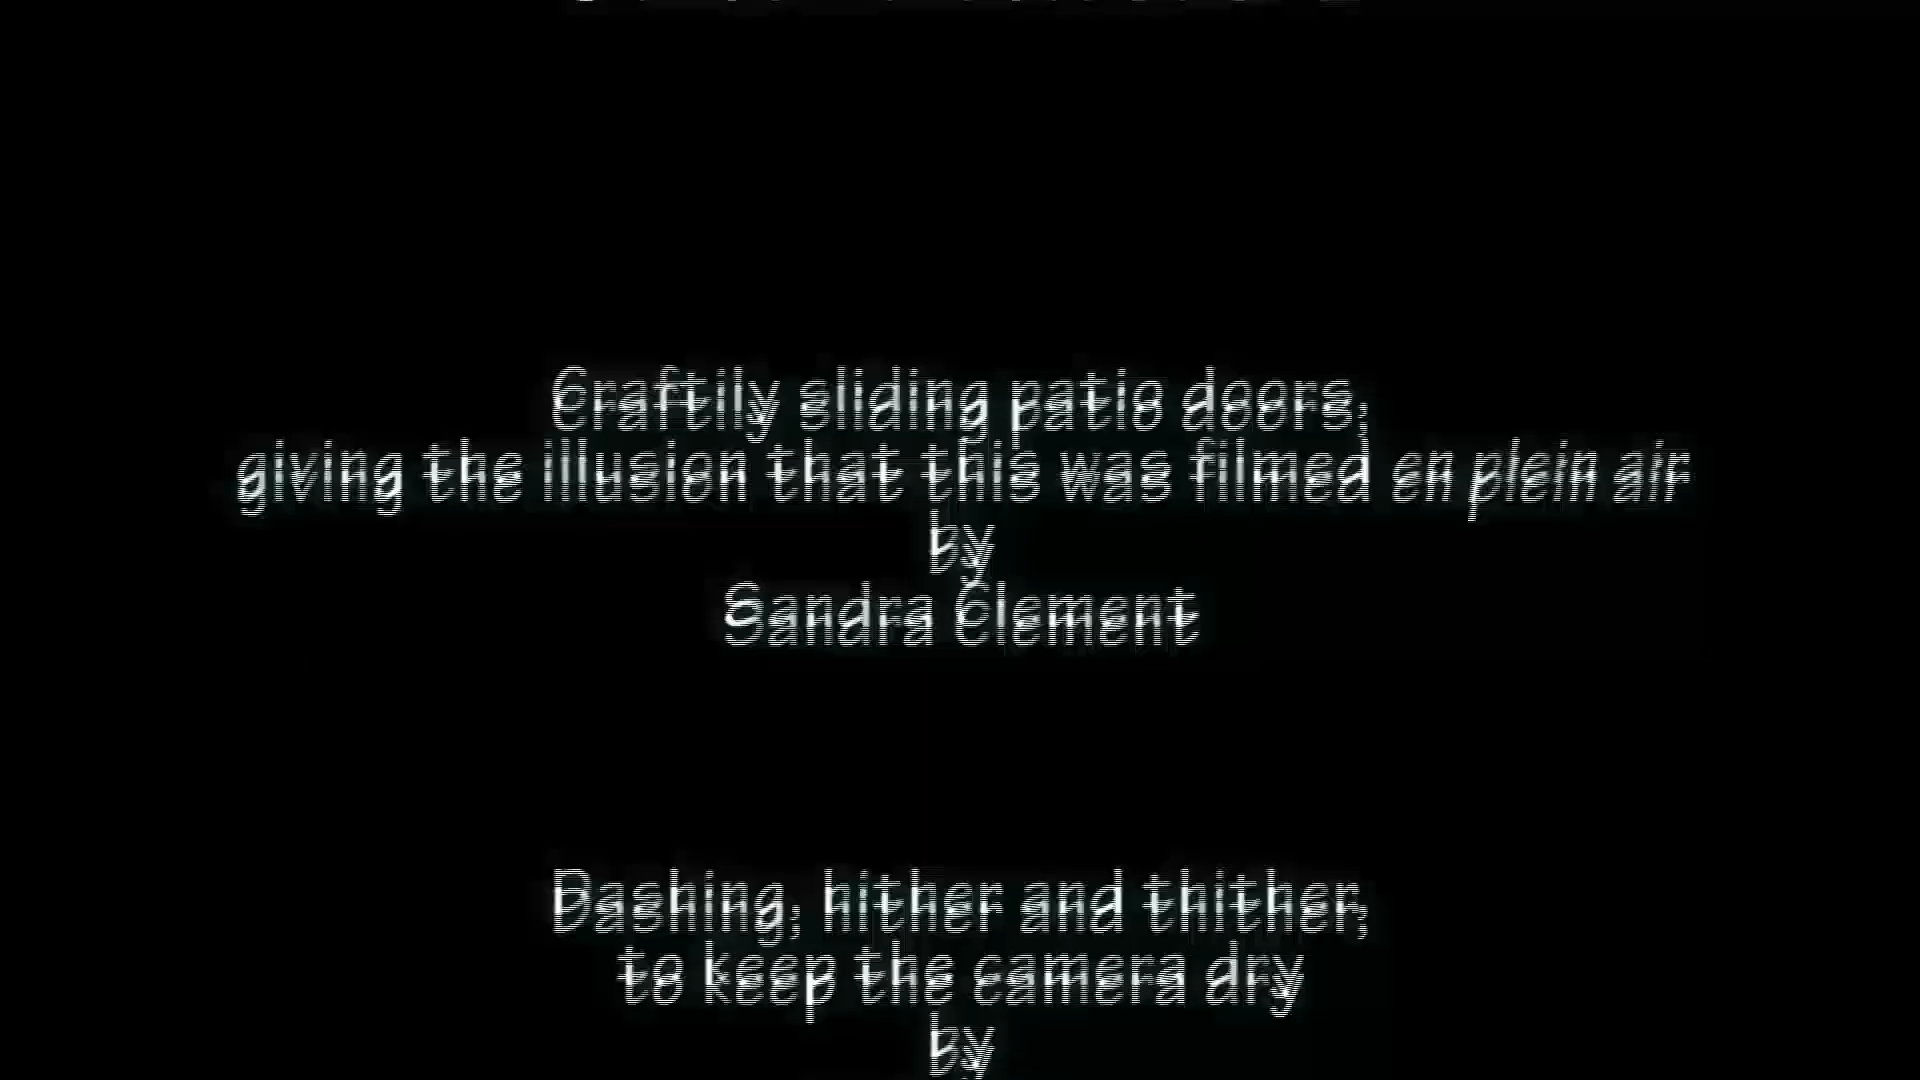 Craftily sliding patio doors,
giving the illusion that this was filmed en plein air
by
Sandra Clement
Dashing, hither and thither,
to keep the camera dry
by